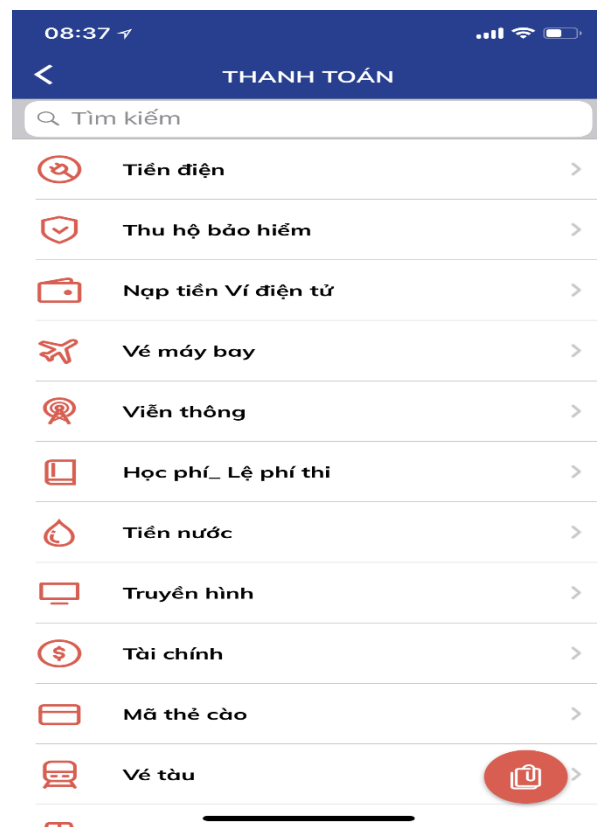 08:37
THANH TOÁN
Tìm kiếm
Tiền điện
Thu hộ bảo hiểm
Nạp tiền Ví điện tử
Vé máy bay
Viễn thông
Học phí_ Lệ phí thi
Tiền nước
Truyền hình
Tài chính
Mã thẻ cào
Vé tàu